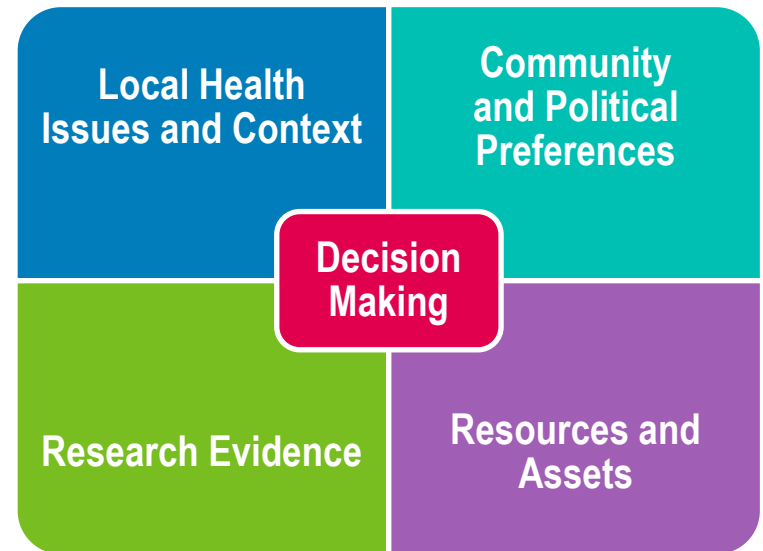 Local Health
Issues and Context
Community
and Political
Preferences
Decision
Making
Research Evidence
Resources and
Assets